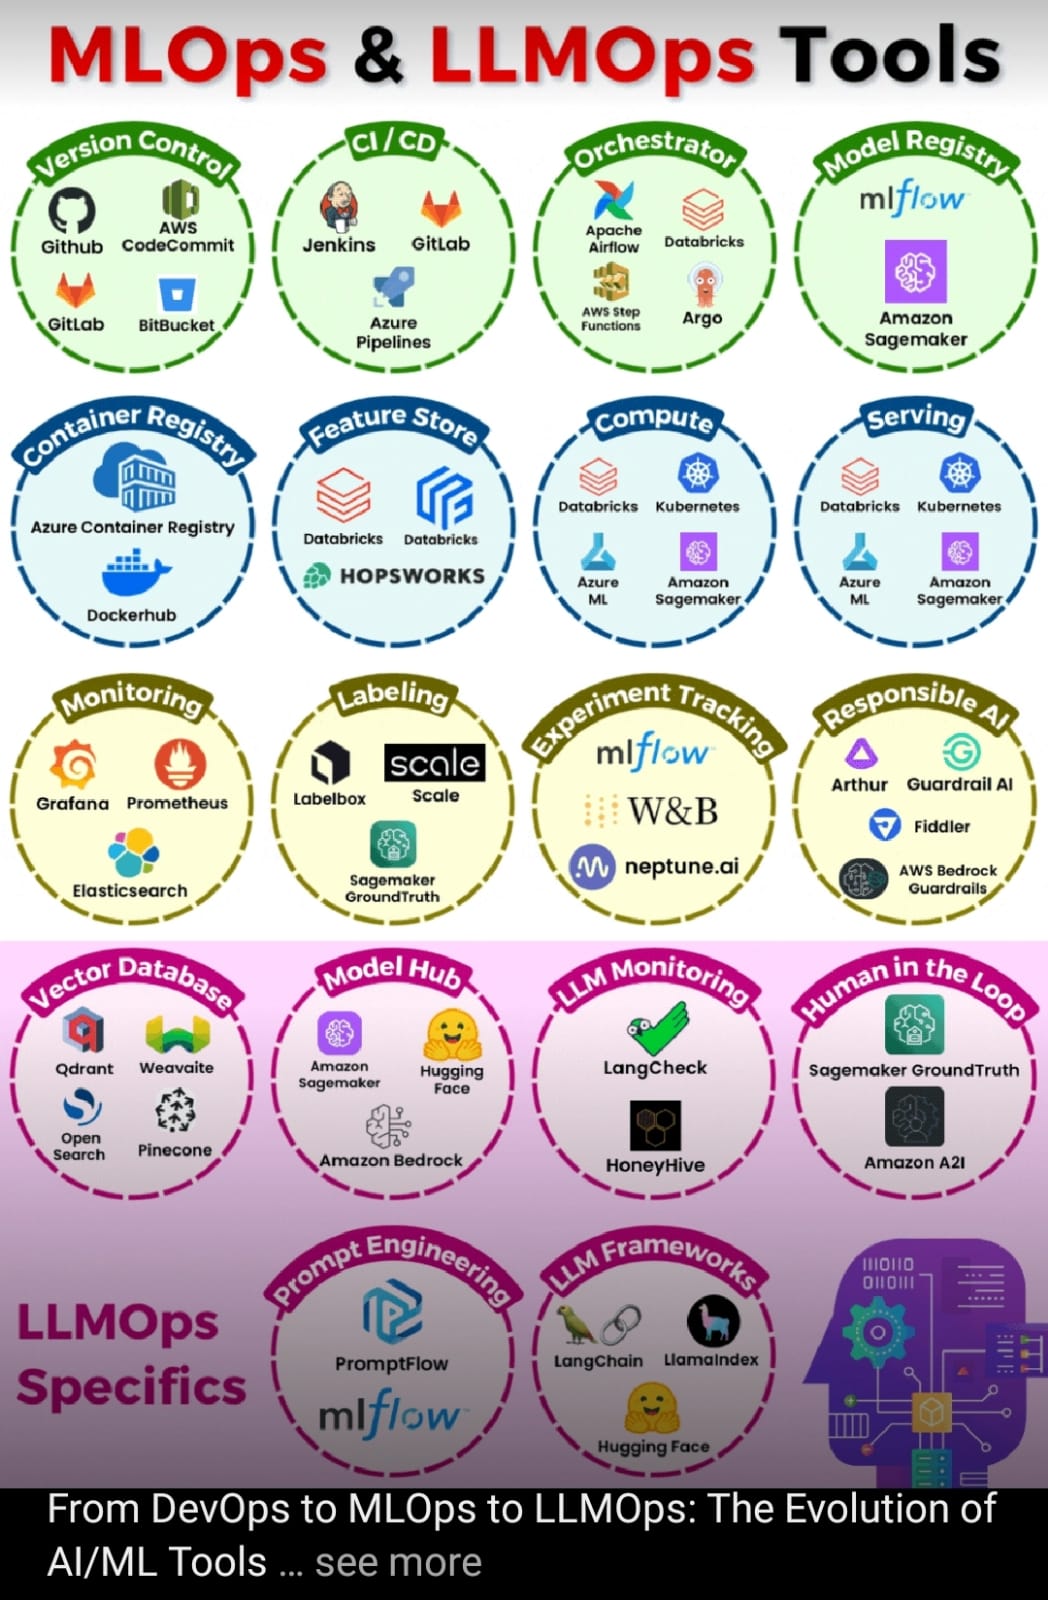 MLOps & LLMOps Tools
Version Control
Github
AWS
CodeCommit
GitLab
BitBucket
CI / CD
Jenkins
GitLab
Azure
Pipelines
Orchestrator
Apache
Airflow
Databricks
AWS Step
Functions
Argo
Model Registry
mlflow
Amazon
Sagemaker
Container Registry
Azure Container Registry
Dockerhub
Feature Store
Databricks
Databricks
HOPSWORKS
Compute
Databricks
Kubernetes
Azure
ML
Amazon
Sagemaker
Serving
Databricks
Kubernetes
Azure
ML
Amazon
Sagemaker
Monitoring
Grafana
Prometheus
Elasticsearch
Labeling
Labelbox
scale
Scale
Sagemaker
GroundTruth
Experiment Tracking
mlflow
W&B
neptune.ai
Responsible AI
Arthur
Guardrail AI
Fiddler
AWS Bedrock
Guardrails
Vector Database
Qdrant
Weavaite
Open
Search
Pinecone
Model Hub
Amazon
Sagemaker
Hugging
Face
Amazon Bedrock
LLM Monitoring
LangCheck
HoneyHive
Human in the Loop
Sagemaker GroundTruth
Amazon A2I
LLMOps
Specifics
Prompt Engineering
PromptFlow
mlflow
LLM Frameworks
LangChain
LlamaIndex
Hugging Face
From DevOps to MLOps to LLMOps: The Evolution of
AI/ML Tools ... see more